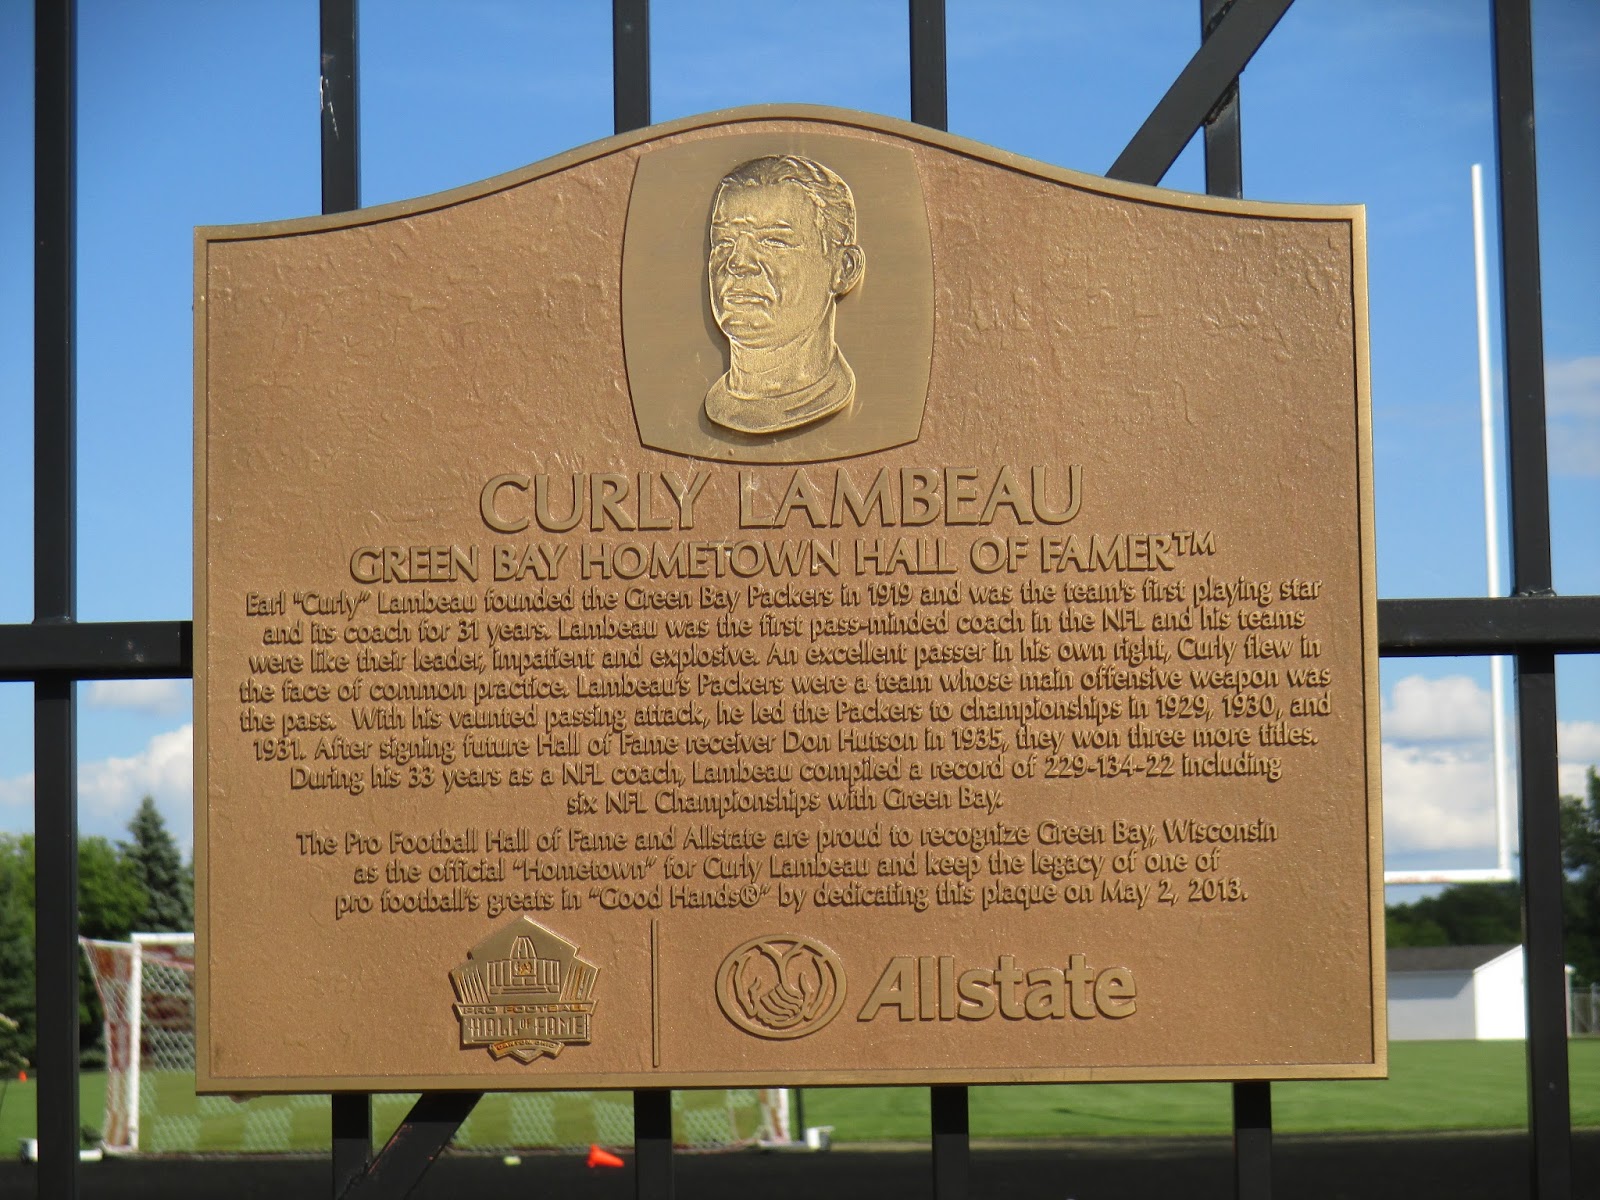 CURLY LAMBEAU
GREEN BAY HOMETOWN HALL OF FAMER™
Earl "Curly" Lambeau founded the Green Bay Packers in 1919 and was the team's first playing star
and its coach for 31 years. Lambeau was the first pass-minded coach in the NFL and his teams
were like their leader, impatient and explosive. An excellent passer in his own right, Curly flew in
the face of common practice. Lambeau's Packers were a team whose main offensive weapon was
the pass. With his vaunted passing attack, he led the Packers to championships in 1929, 1930, and
1931. After signing future Hall of Fame receiver Don Hutson in 1935, they won three more titles.
During his 33 years as a NFL coach, Lambeau compiled a record of 229-134-22 including
six NFL Championships with Green Bay.
The Pro Football Hall of Fame and Allstate are proud to recognize Green Bay, Wisconsin
as the official "Hometown" for Curly Lambeau and keep the legacy of one of
pro football's greats in "Good Hands®" by dedicating this plaque on May 2, 2013.
PRO FOOTBALL
HALL OF FAME
CANTON, OHIO
Allstate